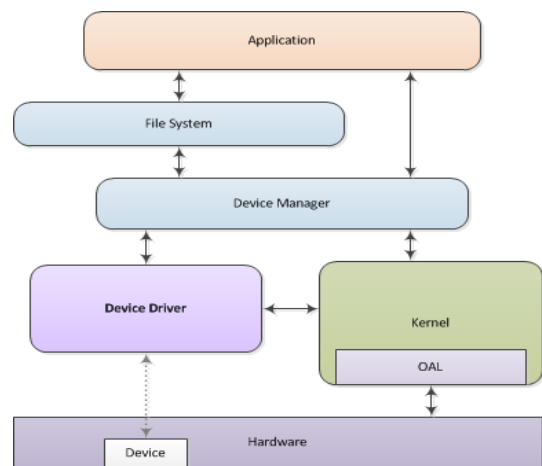 Application
File System
Device Manager
Device Driver
Kernel
OAL
Hardware
Device